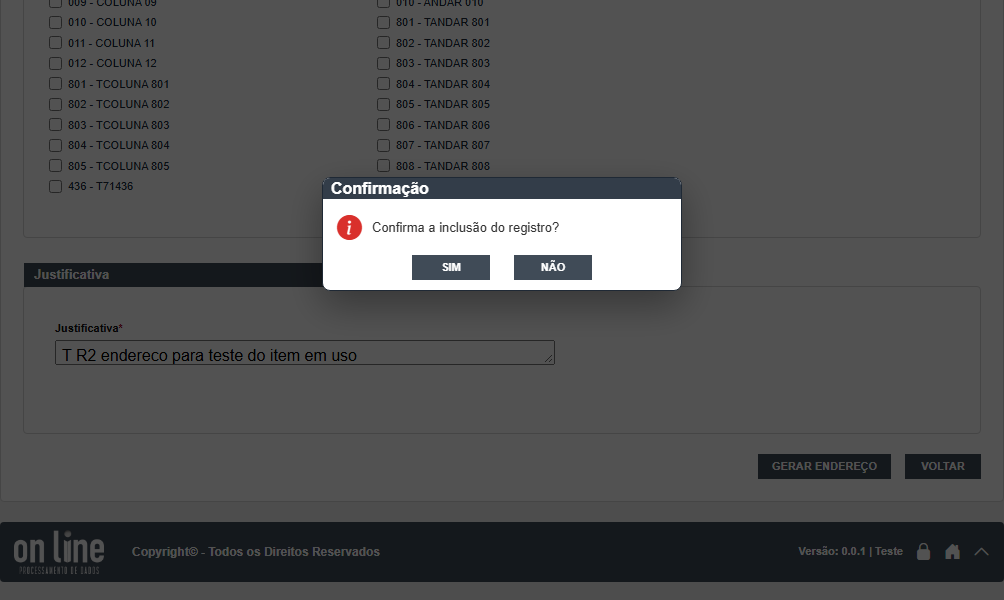 009 - COLUNA 09
010 - ANDAR 010
010 - COLUNA 10
801 - TANDAR 801
011 - COLUNA 11
802 - TANDAR 802
012 - COLUNA 12
803 - TANDAR 803
801 - TCOLUNA 801
804 - TANDAR 804
802 - TCOLUNA 802
805 - TANDAR 805
803 - TCOLUNA 803
806 - TANDAR 806
804 - TCOLUNA 804
807 - TANDAR 807
805 - TCOLUNA 805
808 - TANDAR 808
436 - T71436
Confirmação
Confirma a inclusão do registro?
SIM
NÃO
Justificativa
Justificativa*
T R2 endereco para teste do item em uso
GERAR ENDEREÇO
VOLTAR
on line
PROCESSAMENTO DE DADOS
Copyright© - Todos os Direitos Reservados
Versão: 0.0.1 | Teste